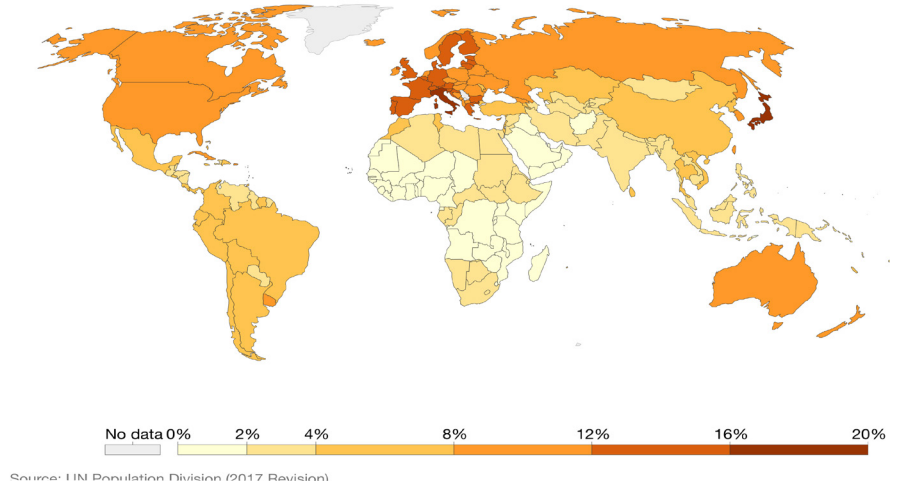 No data 0% 2% 4% 8% 12% 16% 20%
Source: UN Population Division (2017 Revision)